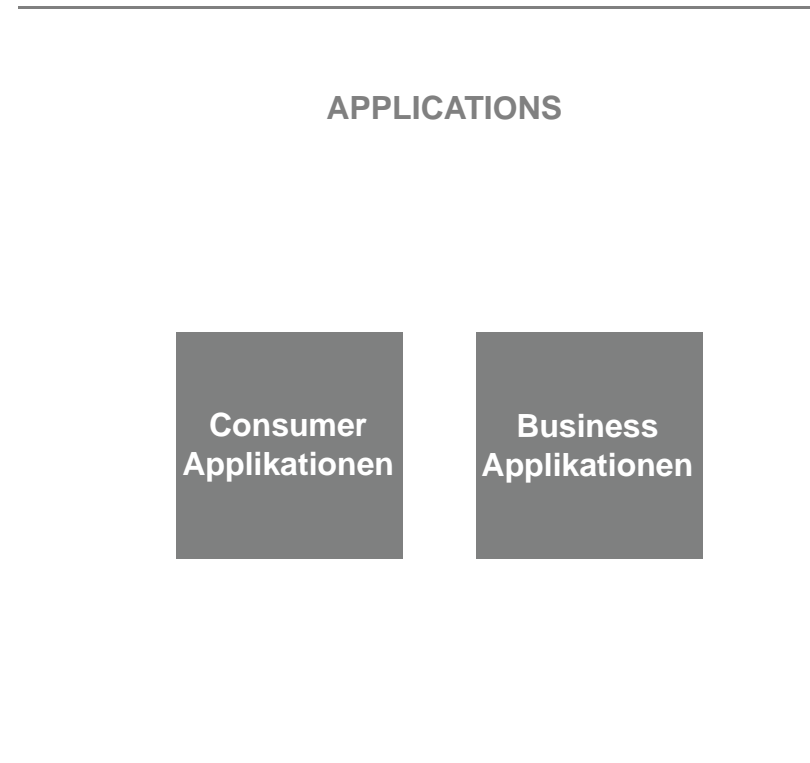 APPLICATIONS
Consumer
Applikationen
Business
Applikationen